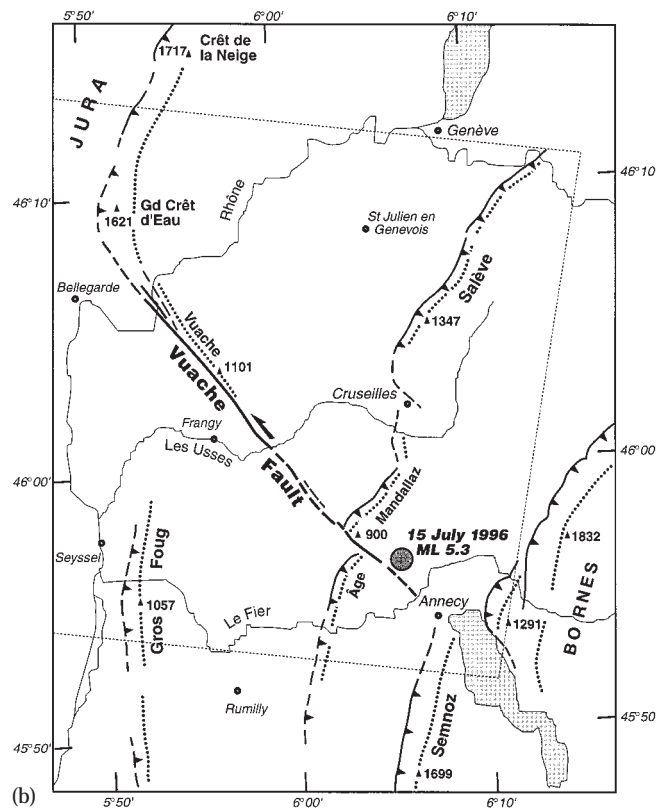 5°50' 6°00' 6°10'
1717 Crêt de
la Neige
JURA
Genève
46°10'
46°10'
Gd Crêt
d'Eau
1621
Rhône
St Julien en
Genevois
Bellegarde
Salève
1347
Vuache
1101
Vuache
Fault
Cruseilles
Frangy
Les Usses
46°00'
46°00'
Mandallaz
900
15 July 1996
ML 5.3
1832
Seyssel
Foug
Gros
1057
Âge
Le Fier
Annecy
1291
BORNES
Rumilly
Semnoz
1699
45°50'
45°50'
(b)
5°50' 6°00' 6°10'